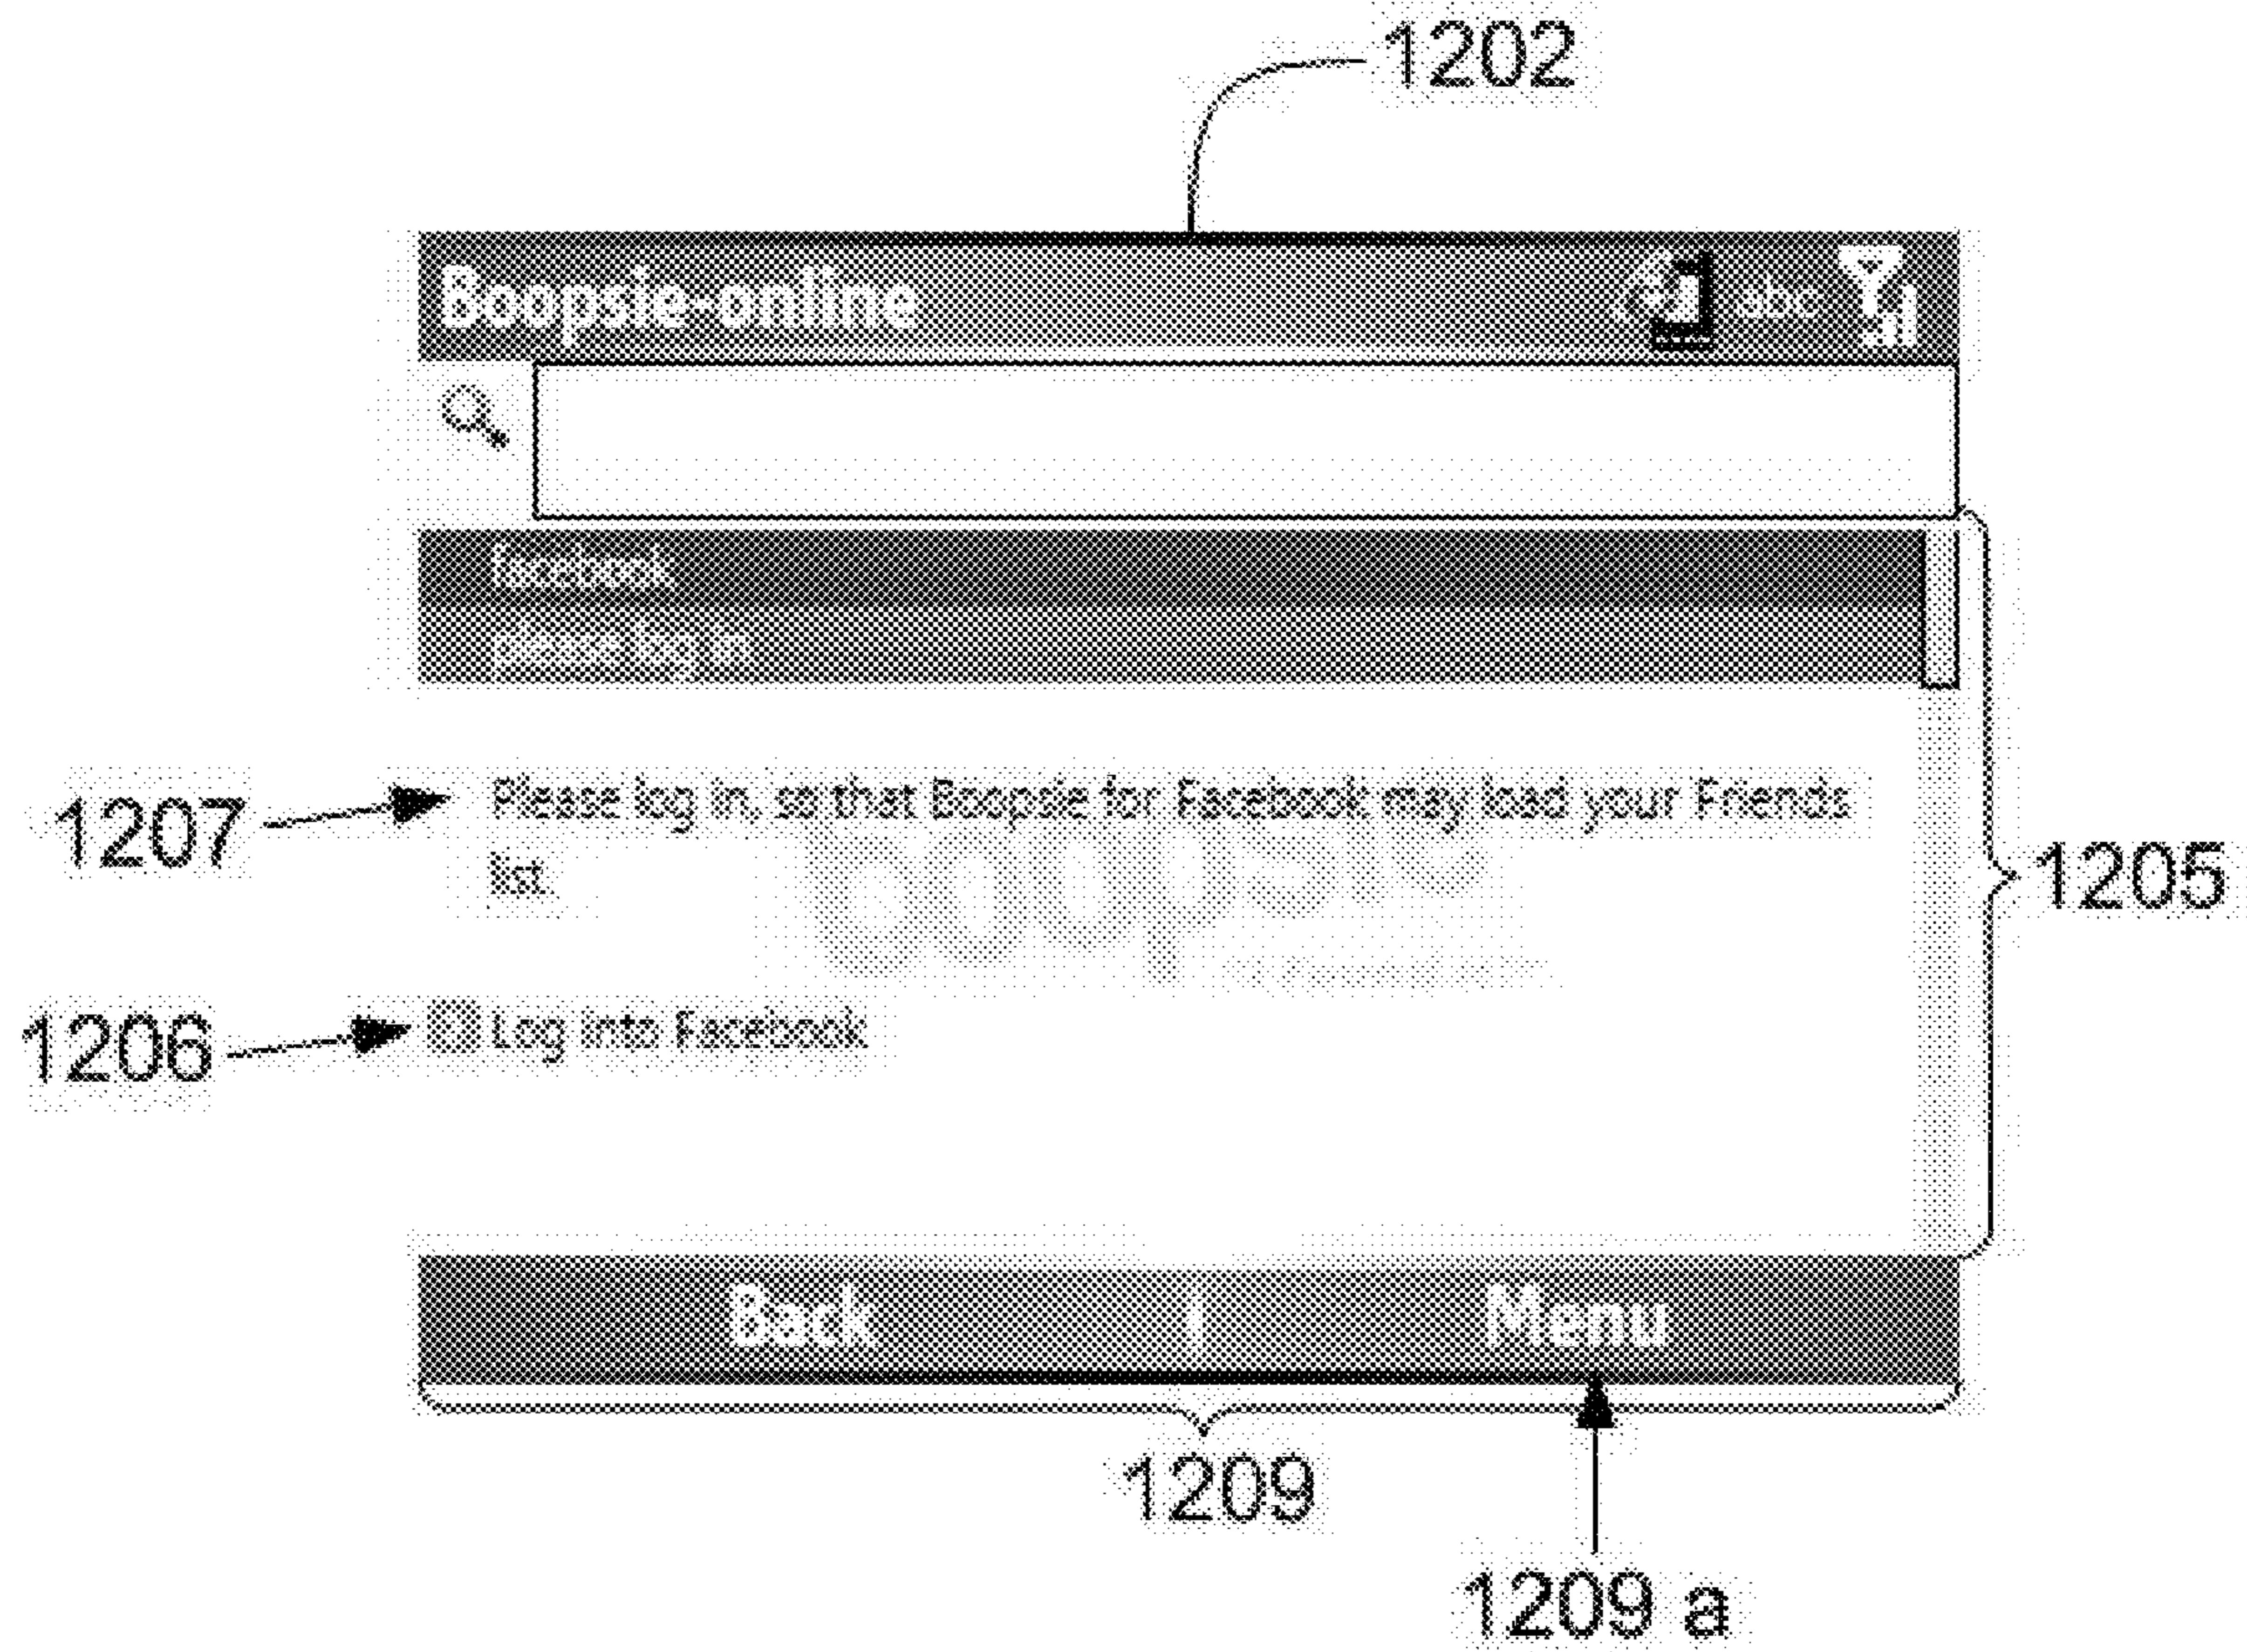 1202
Boopsie-online abc
facebook
please log in
1207
Please log in, so that Boopsie for Facebook may load your Friends
list.
boopsie
1205
1206
Log into Facebook
Back Menu
1209
1209 a